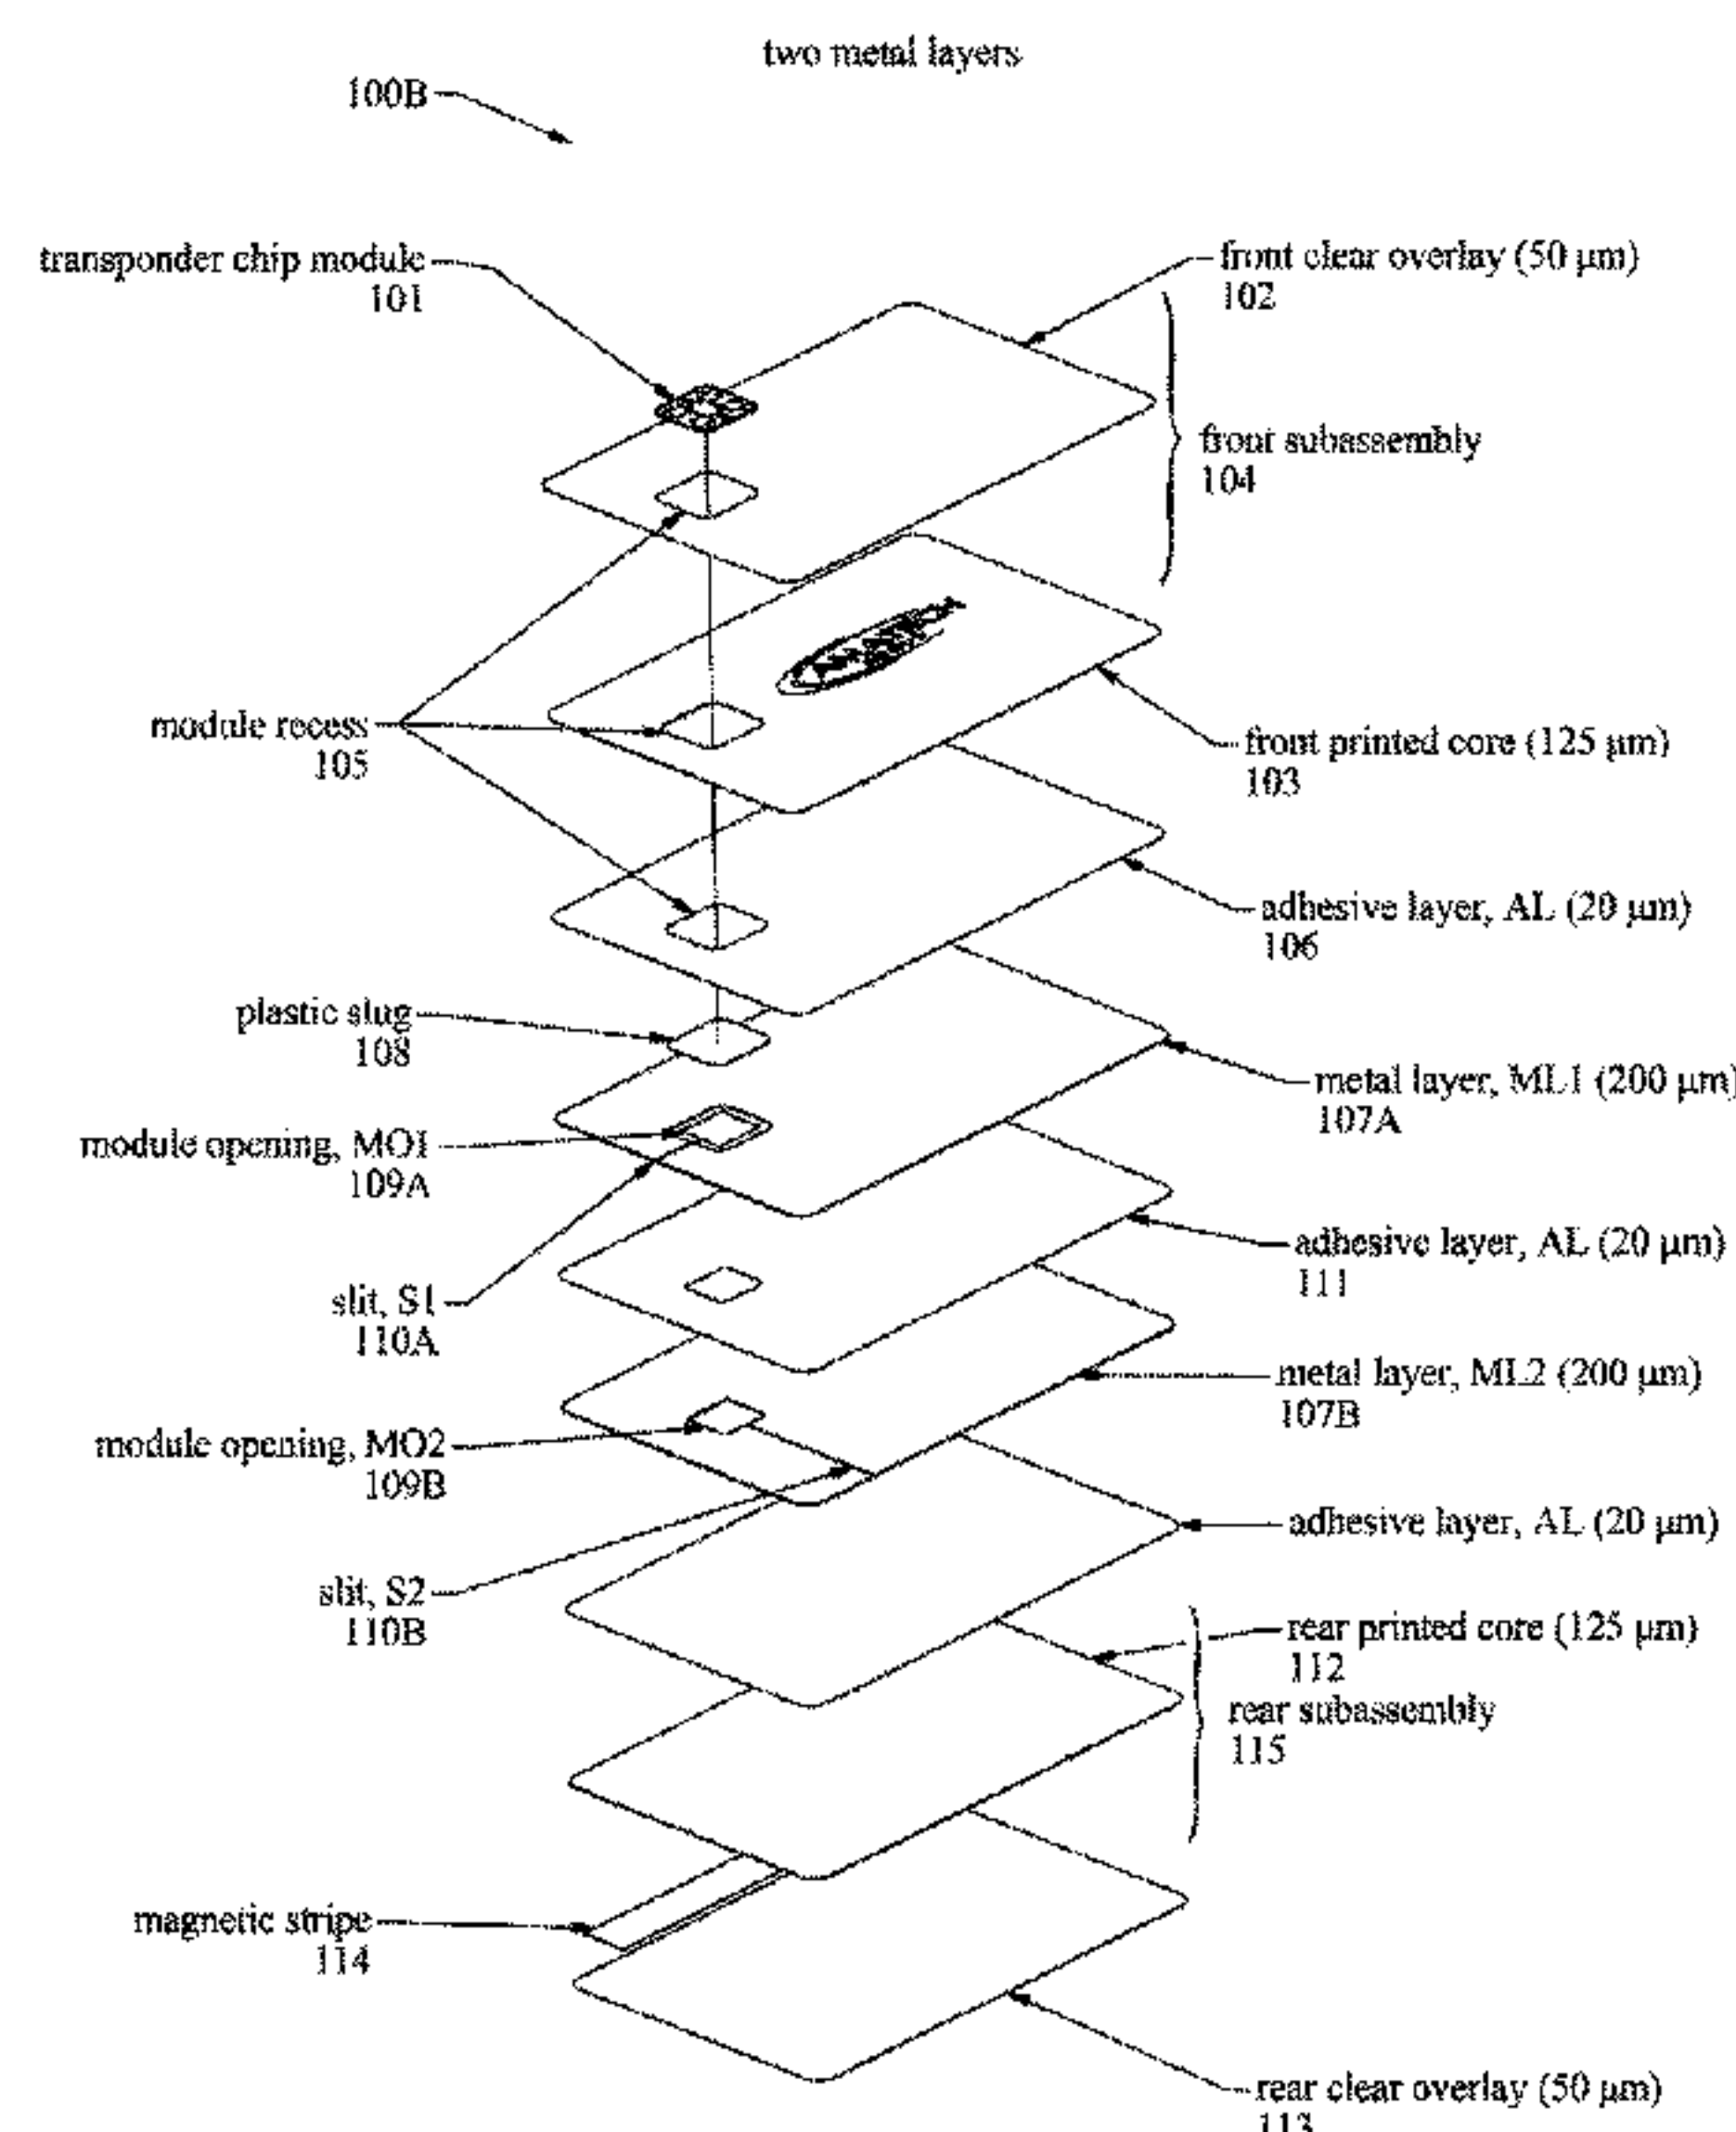 two metal layers
100B
transponder chip module
101
front clear overlay (50 µm)
102
front subassembly
104
module recess
105
front printed core (125 µm)
103
adhesive layer, AL (20 µm)
106
plastic slug
108
metal layer, ML1 (200 µm)
107A
module opening, MO1
109A
adhesive layer, AL (20 µm)
111
slit, S1
110A
metal layer, ML2 (200 µm)
107B
module opening, MO2
109B
adhesive layer, AL (20 µm)
slit, S2
110B
rear printed core (125 µm)
112
rear subassembly
115
magnetic stripe
114
rear clear overlay (50 µm)
113